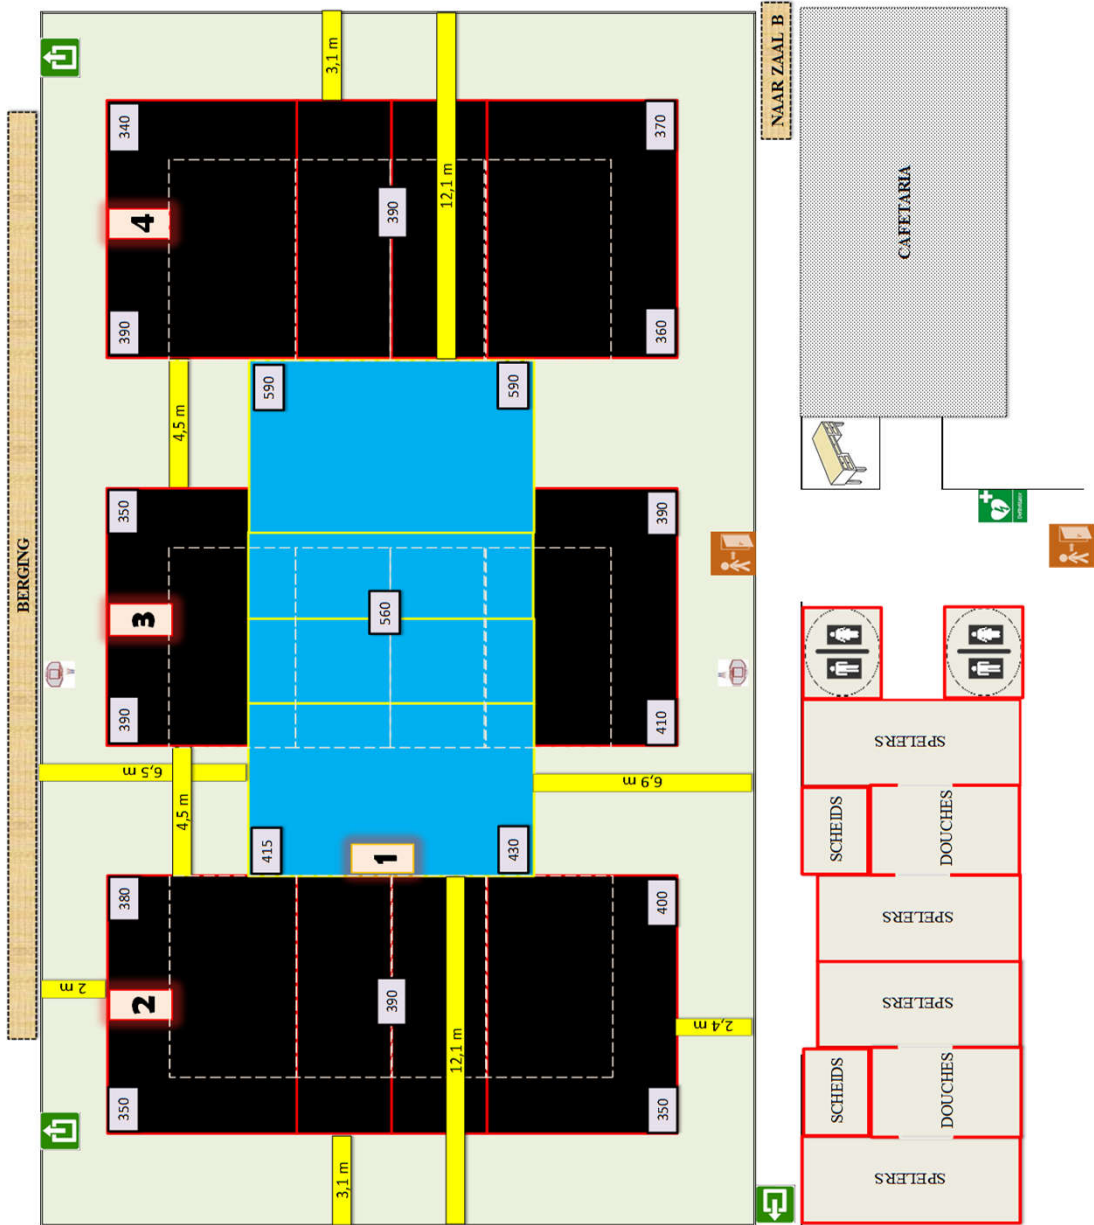 BERGING
NAAR ZAAL B
3,1 m
12,1 m
340
370
4
390
390
360
CAFETARIA
4,5 m
590
590
350
390
3
560
390
410
6,5 m
6,9 m
4,5 m
415
430
1
380
400
2 m
2
390
2,4 m
12,1 m
350
350
3,1 m
SPELERS
SCHEIDS
DOUCHES
SPELERS
SPELERS
SCHEIDS
DOUCHES
SPELERS